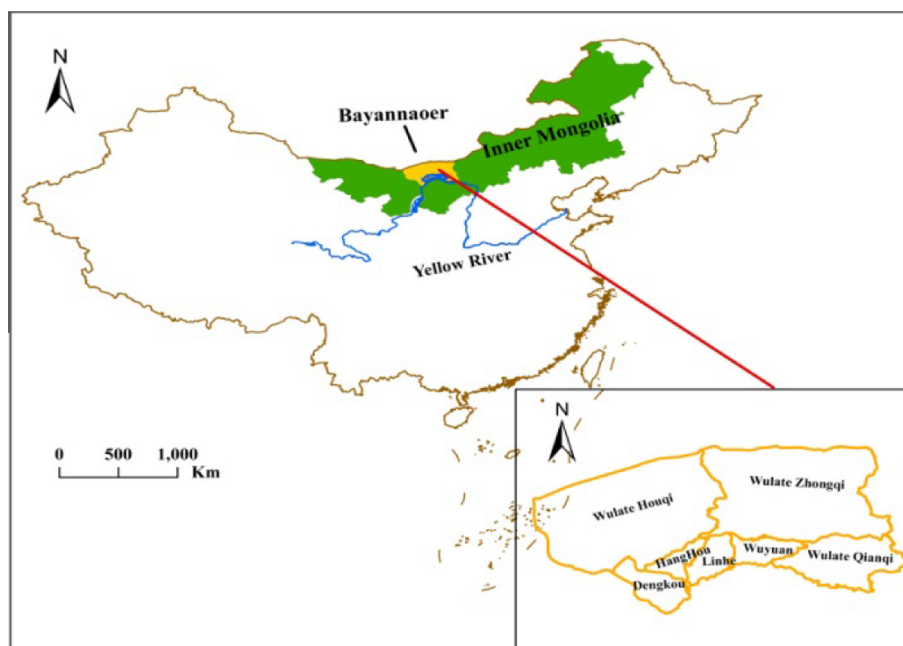 N
Bayannaoer
Inner Mongolia
Yellow River
0 500 1,000
Km
N
Wulate Zhongqi
Wulate Houqi
HangHou
Linhe
Wuyuan
Wulate Qianqi
Dengkou